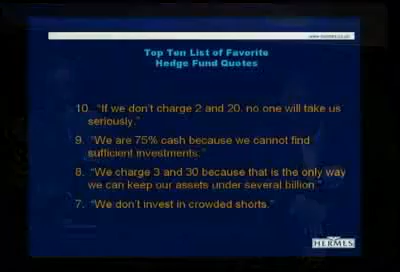 Top Ten List of Favorite
Hedge Fund Quotes
10. "If we don't charge 2 and 20, no one will take us
seriously."
9. "We are 75% cash because we cannot find
sufficient investments."
8. "We charge 3 and 30 because that is the only way
we can keep our assets under several billion"
7. "We don't invest in crowded shorts."
HERMES